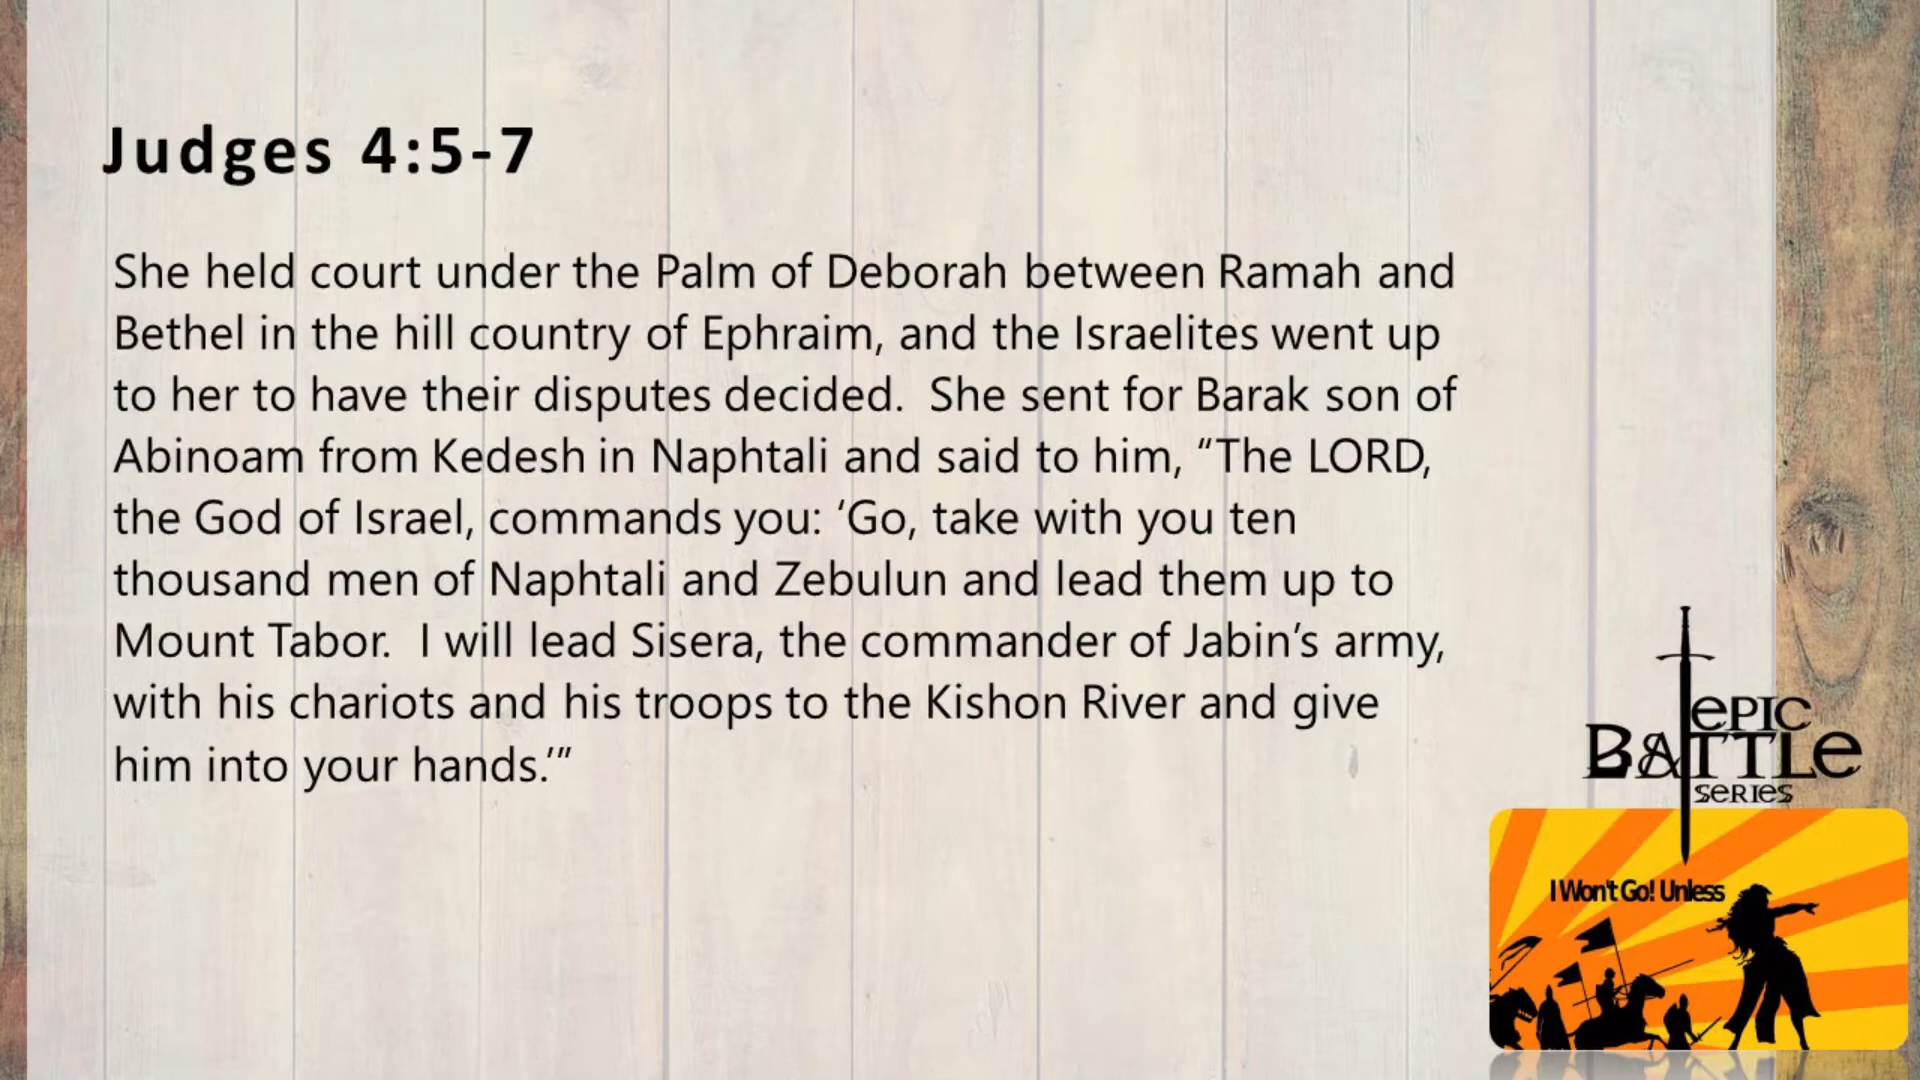 Judges 4:5-7
She held court under the Palm of Deborah between Ramah and
Bethel in the hill country of Ephraim, and the Israelites went up
to her to have their disputes decided.  She sent for Barak son of
Abinoam from Kedesh in Naphtali and said to him, “The LORD,
the God of Israel, commands you: ‘Go, take with you ten
thousand men of Naphtali and Zebulun and lead them up to
Mount Tabor.  I will lead Sisera, the commander of Jabin’s army,
with his chariots and his troops to the Kishon River and give
him into your hands.’”
EPIC
BATTLE
SERIES
I Won't Go! Unless